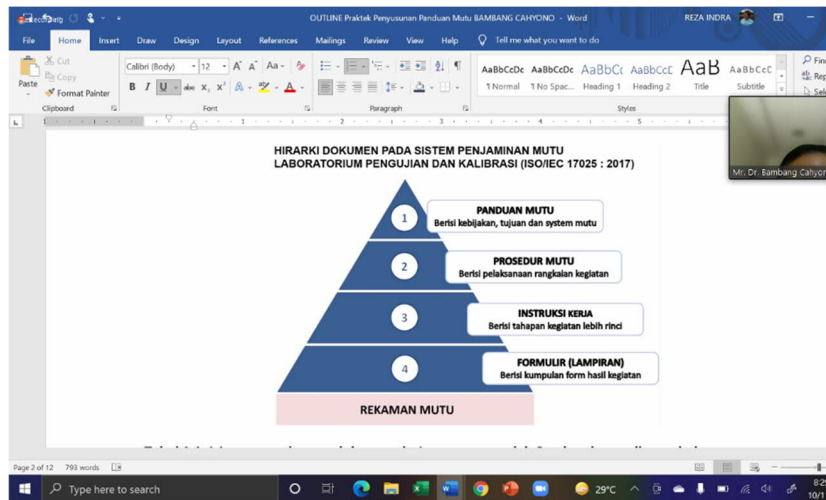 OUTLINE Praktek Penyusunan Panduan Mutu BAMBANG CAHYONO - Word
REZA INDRA
File Home Insert Draw Design Layout References Mailings Review View Help Tell me what you want to do
Cut
Copy
Paste
Format Painter
Calibri (Body) 12
AaBbCcDc AaBbCcDc AaBbCc AaBbCcC AaB AaBbCcC
¶ Normal ¶ No Spac... Heading 1 Heading 2 Title Subtitle
Clipboard Font Paragraph Styles
Mr. Dr. Bambang Cahyon
HIRARKI DOKUMEN PADA SISTEM PENJAMINAN MUTU
LABORATORIUM PENGUJIAN DAN KALIBRASI (ISO/IEC 17025 : 2017)
1
PANDUAN MUTU
Berisi kebijakan, tujuan dan system mutu
2
PROSEDUR MUTU
Berisi pelaksanaan rangkaian kegiatan
3
INSTRUKSI KERJA
Berisi tahapan kegiatan lebih rinci
4
FORMULIR (LAMPIRAN)
Berisi kumpulan form hasil kegiatan
REKAMAN MUTU
Page 2 of 12 793 words
Type here to search
29°C